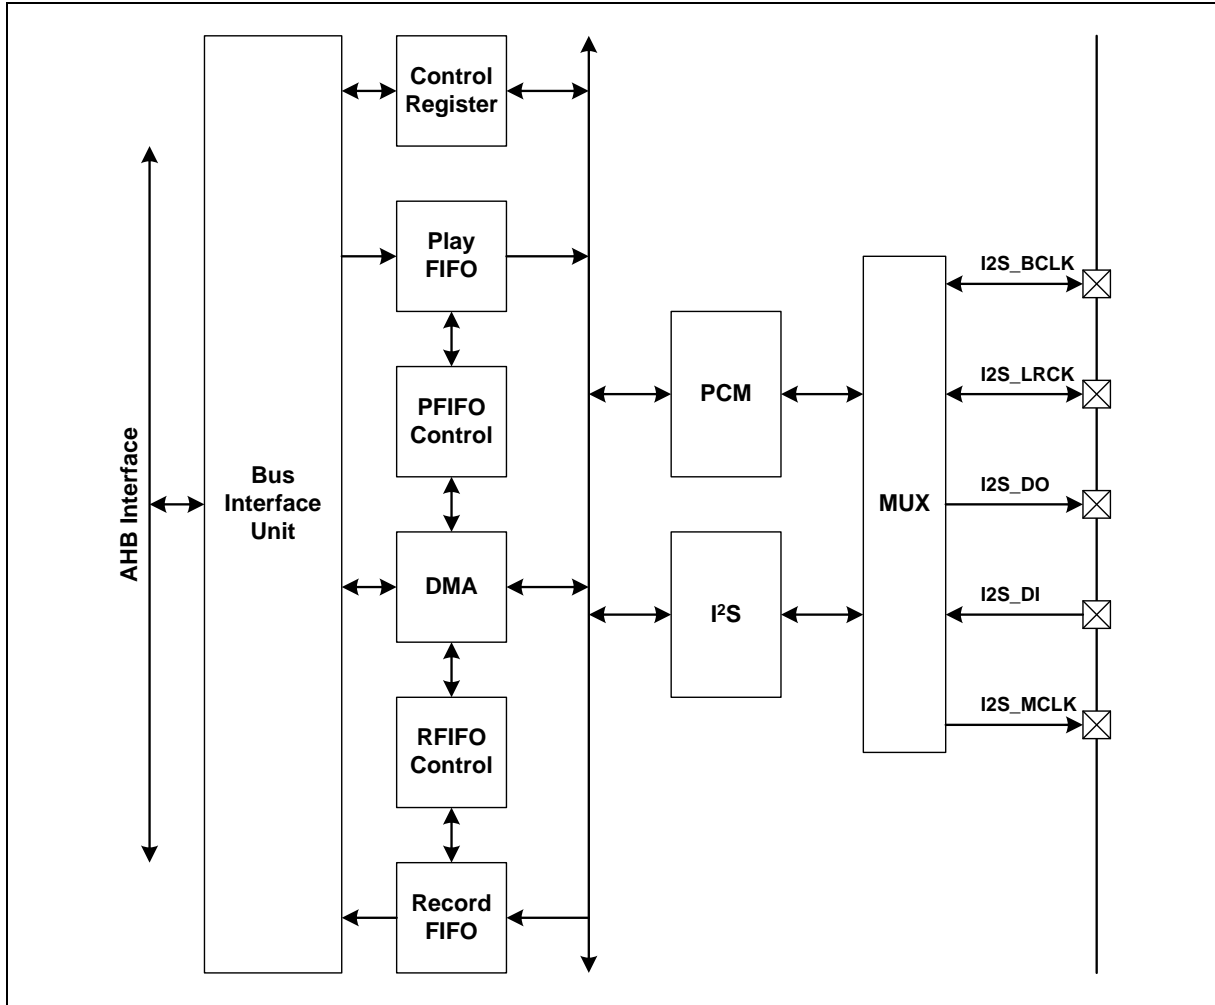 Control
Register
Play
FIFO
PFIFO
Control
DMA
RFIFO
Control
Record
FIFO
AHB Interface
Bus
Interface
Unit
PCM
I²S
MUX
I2S_BCLK
I2S_LRCK
I2S_DO
I2S_DI
I2S_MCLK